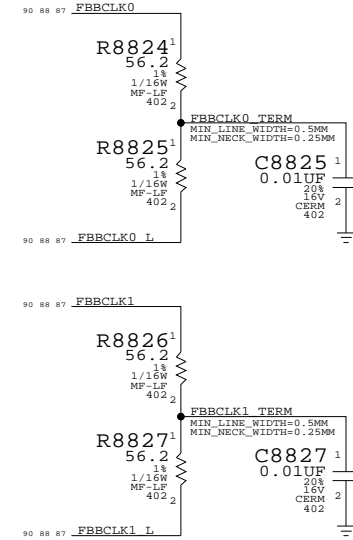 90 88 87 FBBCLK0
R8824 1
56.2
1%
1/16W
MF-LF
402 2
FBBCLK0_TERM
MIN_LINE_WIDTH=0.5MM
MIN_NECK_WIDTH=0.25MM
R8825 1
56.2
1%
1/16W
MF-LF
402 2
C8825 1
0.01UF
20%
16V 2
CERM
402
90 88 87 FBBCLK0_L
90 88 87 FBBCLK1
R8826 1
56.2
1%
1/16W
MF-LF
402 2
FBBCLK1_TERM
MIN_LINE_WIDTH=0.5MM
MIN_NECK_WIDTH=0.25MM
R8827 1
56.2
1%
1/16W
MF-LF
402 2
C8827 1
0.01UF
20%
16V 2
CERM
402
90 88 87 FBBCLK1_L